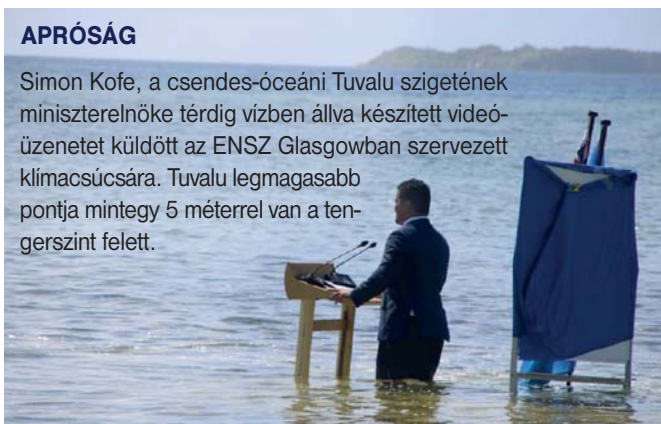 APRÓSÁG
Simon Kofe, a csendes-óceáni Tuvalu szigetének
miniszterelnöke térdig vízben állva készített videó-
üzenetet küldött az ENSZ Glasgowban szervezett
klímacsúcsára. Tuvalu legmagasabb
pontja mintegy 5 méterrel van a ten-
gerszint felett.